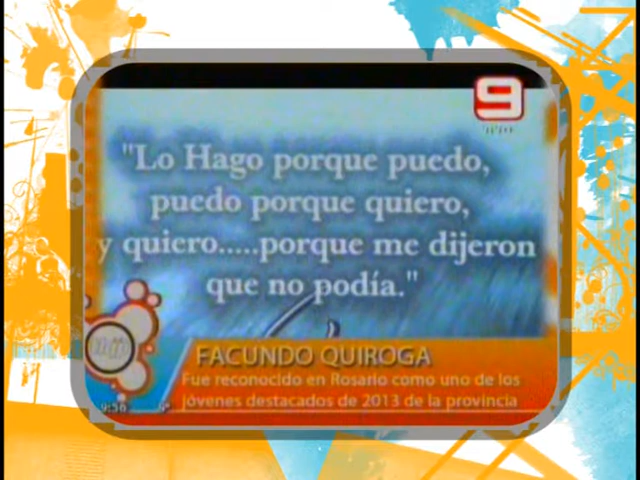 9
"Lo Hago porque puedo,
puedo porque quiero,
y quiero.....porque me dijeron
que no podía."
FACUNDO QUIROGA
Fue reconocido en Rosario como uno de los
jóvenes destacados de 2013 de la provincia
9:56